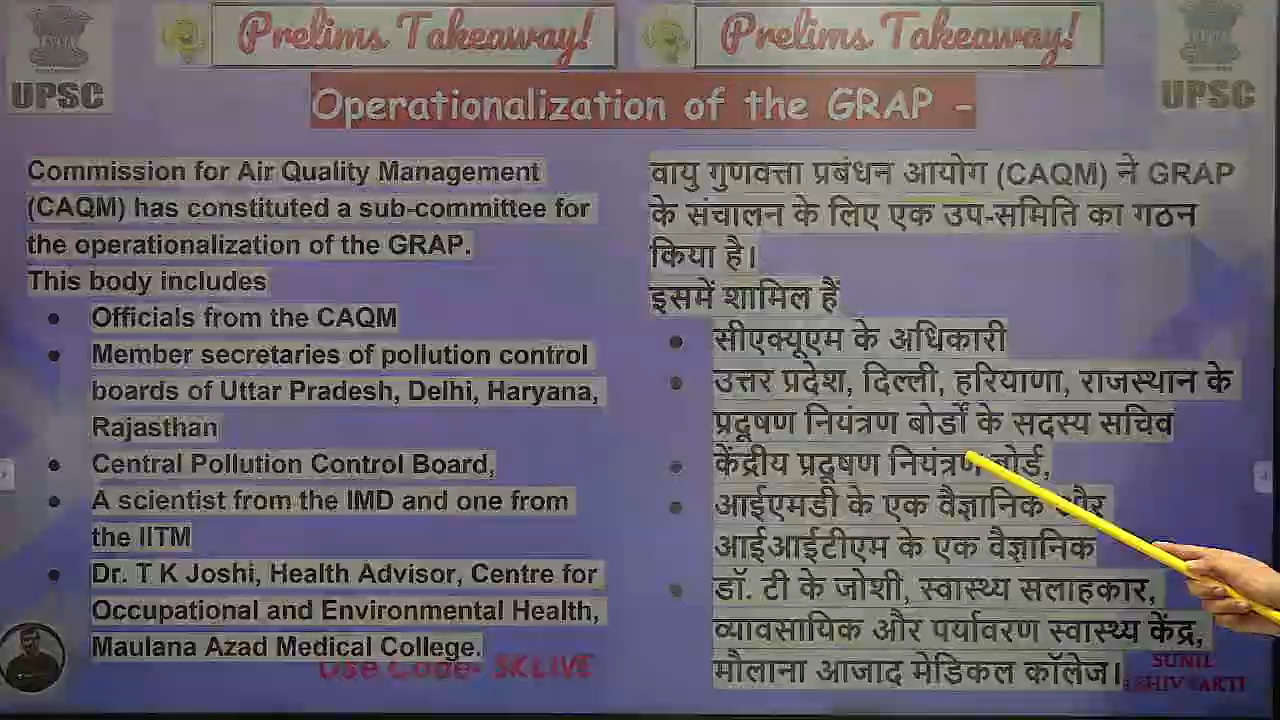 Prelims Takeaway!
Prelims Takeaway!
UPSC
UPSC
Operationalization of the GRAP -
Commission for Air Quality Management
(CAQM) has constituted a sub-committee for
the operationalization of the GRAP.
This body includes
• Officials from the CAQM
• Member secretaries of pollution control
boards of Uttar Pradesh, Delhi, Haryana,
Rajasthan
• Central Pollution Control Board,
• A scientist from the IMD and one from
the IITM
• Dr. T K Joshi, Health Advisor, Centre for
Occupational and Environmental Health,
Maulana Azad Medical College.
Use Code- SKLIVE
वायु गुणवत्ता प्रबंधन आयोग (CAQM) ने GRAP
के संचालन के लिए एक उप-समिति का गठन
किया है।
इसमें शामिल हैं
• सीएक्यूएम के अधिकारी
• उत्तर प्रदेश, दिल्ली, हरियाणा, राजस्थान के
प्रदूषण नियंत्रण बोर्डों के सदस्य सचिव
• केंद्रीय प्रदूषण नियंत्रण बोर्ड,
• आईएमडी के एक वैज्ञानिक और
आईआईटीएम के एक वैज्ञानिक
• डॉ. टी के जोशी, स्वास्थ्य सलाहकार,
व्यावसायिक और पर्यावरण स्वास्थ्य केंद्र,
मौलाना आजाद मेडिकल कॉलेज।
SUNIL